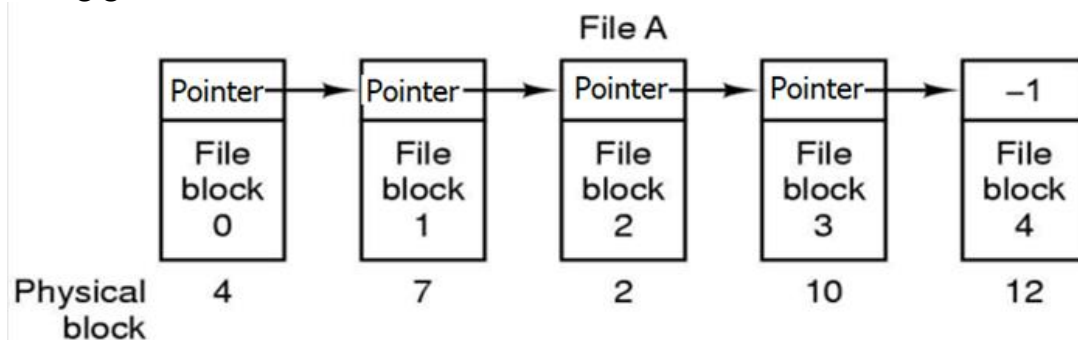 File A
Pointer Pointer Pointer Pointer –1
File File File File File
block block block block block
0 1 2 3 4
Physical 4 7 2 10 12
block